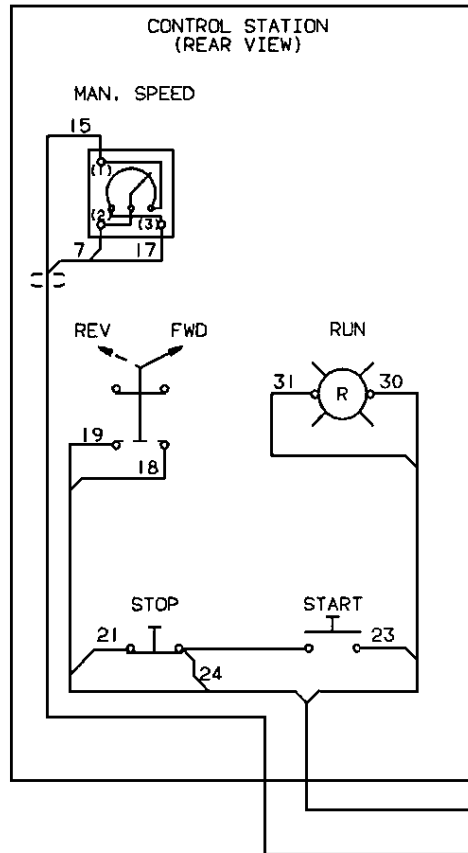 CONTROL STATION
(REAR VIEW)
MAN. SPEED
15
(1)
(2)
(3)
7
17
REV
FWD
RUN
31
R
30
19
18
STOP
START
21
23
24